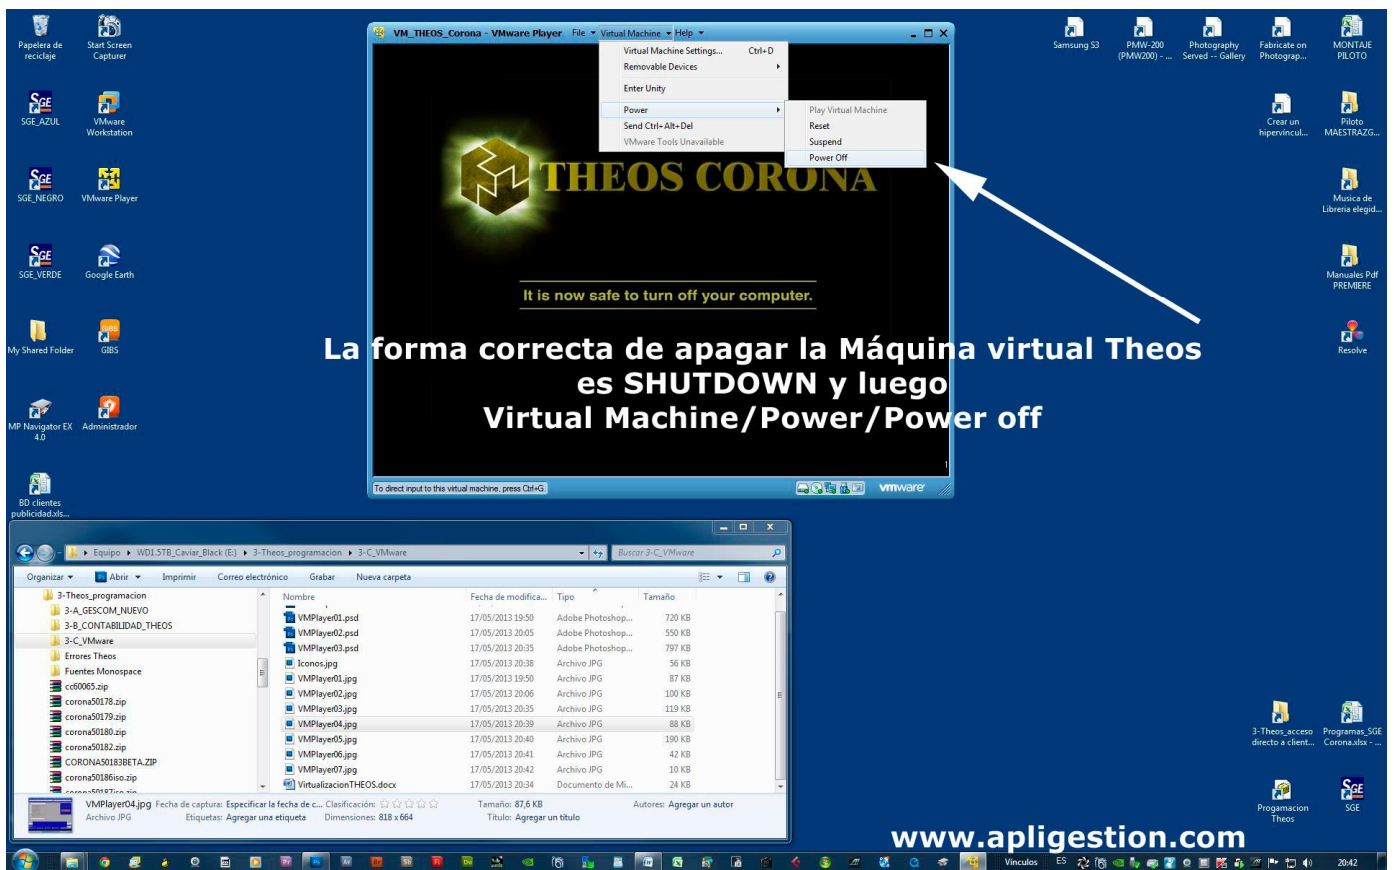 Papelera de
reciclaje
Start Screen
Capturer
SGE
SGE_AZUL
VMware
Workstation
SGE
SGE_NEGRO
VMware Player
SGE
SGE_VERDE
Google Earth
My Shared Folder
GIBS
MP Navigator EX
4.0
Administrador
BD clientes
publicidad.xls...
VM_THEOS_Corona - VMware Player File Virtual Machine Help
Virtual Machine Settings... Ctrl+D
Removable Devices
Enter Unity
Power
Send Ctrl+Alt+Del
VMware Tools Unavailable
Play Virtual Machine
Reset
Suspend
Power Off
THEOS CORONA
It is now safe to turn off your computer.
La forma correcta de apagar la Máquina virtual Theos
es SHUTDOWN y luego
Virtual Machine/Power/Power off
1
To direct input to this virtual machine, press Ctrl+G.
vmware
Samsung S3
PMW-200
(PMW200) - ...
Photography
Served -- Gallery
Fabricate on
Photograp...
MONTAJE
PILOTO
Crear un
hipervíncul...
Piloto
MAESTRAZG...
Musica de
Libreria elegid...
Manuales Pdf
PREMIERE
Resolve
3-Theos_acceso
directo a client...
Programas_SGE
Corona.xlsx - ...
Progamacion
Theos
SGE
SGE
Equipo WD1.5TB_Caviar_Black (E:) 3-Theos_programacion 3-C_VMware
Buscar 3-C_VMware
Organizar Abrir Imprimir Correo electrónico Grabar Nueva carpeta
3-Theos_programacion
3-A_GESCOM_NUEVO
3-B_CONTABILIDAD_THEOS
3-C_VMware
Errores Theos
Fuentes Monospace
cc60065.zip
corona50178.zip
corona50179.zip
corona50180.zip
corona50182.zip
CORONA50183BETA.ZIP
corona50186iso.zip
corona50187iso.zip
Nombre Fecha de modifica... Tipo Tamaño
VMPlayer01.psd 17/05/2013 19:50 Adobe Photoshop... 720 KB
VMPlayer02.psd 17/05/2013 20:05 Adobe Photoshop... 550 KB
VMPlayer03.psd 17/05/2013 20:35 Adobe Photoshop... 797 KB
Iconos.jpg 17/05/2013 20:38 Archivo JPG 56 KB
VMPlayer01.jpg 17/05/2013 19:50 Archivo JPG 87 KB
VMPlayer02.jpg 17/05/2013 20:06 Archivo JPG 100 KB
VMPlayer03.jpg 17/05/2013 20:35 Archivo JPG 119 KB
VMPlayer04.jpg 17/05/2013 20:39 Archivo JPG 88 KB
VMPlayer05.jpg 17/05/2013 20:40 Archivo JPG 190 KB
VMPlayer06.jpg 17/05/2013 20:41 Archivo JPG 42 KB
VMPlayer07.jpg 17/05/2013 20:42 Archivo JPG 10 KB
VirtualizacionTHEOS.docx 17/05/2013 20:34 Documento de Mi... 24 KB
VMPlayer04.jpg Fecha de captura: Especificar la fecha de c... Clasificación: Tamaño: 87,6 KB Autores: Agregar un autor
Archivo JPG Etiquetas: Agregar una etiqueta Dimensiones: 818 x 664 Título: Agregar un título
www.apligestion.com
Vínculos ES 20:42